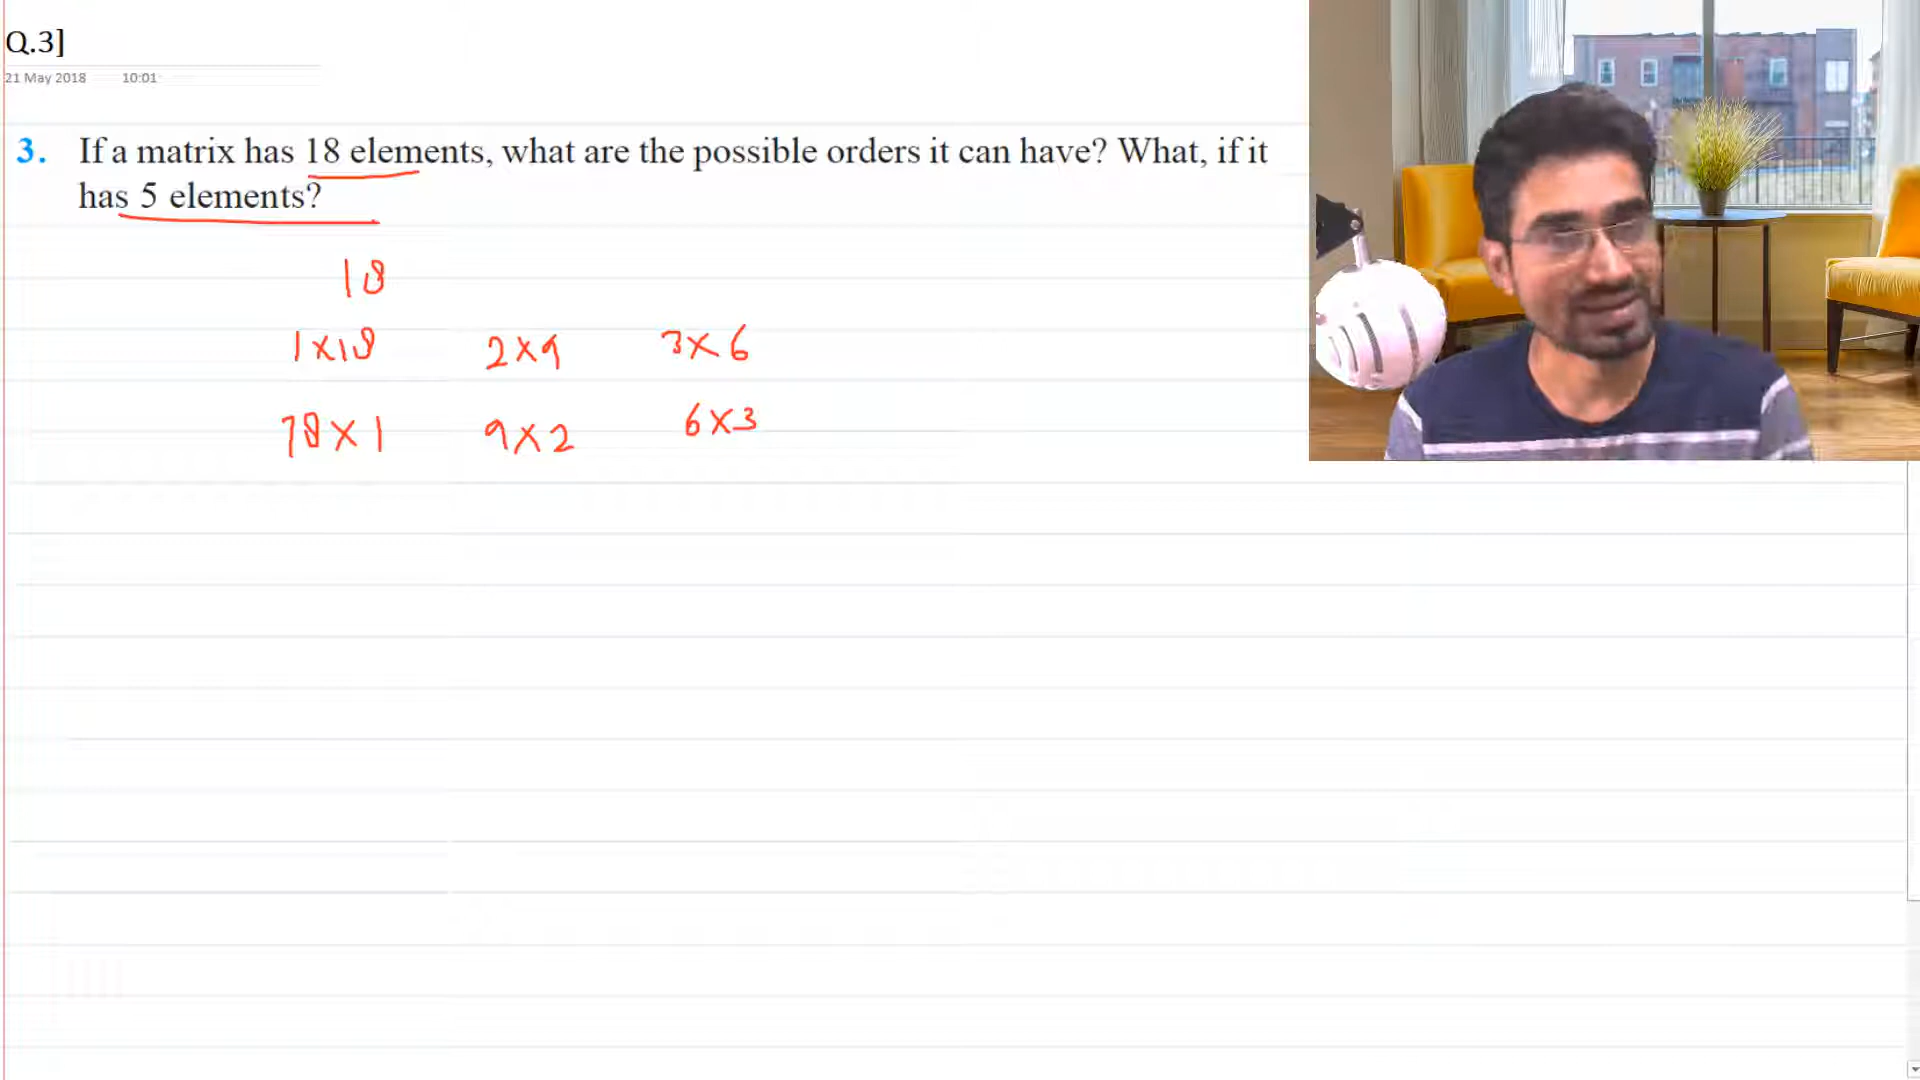 Q.3]
21 May 2018 10:01
3. If a matrix has 18 elements, what are the possible orders it can have? What, if it
has 5 elements?
18
1×18 2×9 3×6
18×1 9×2 6×3